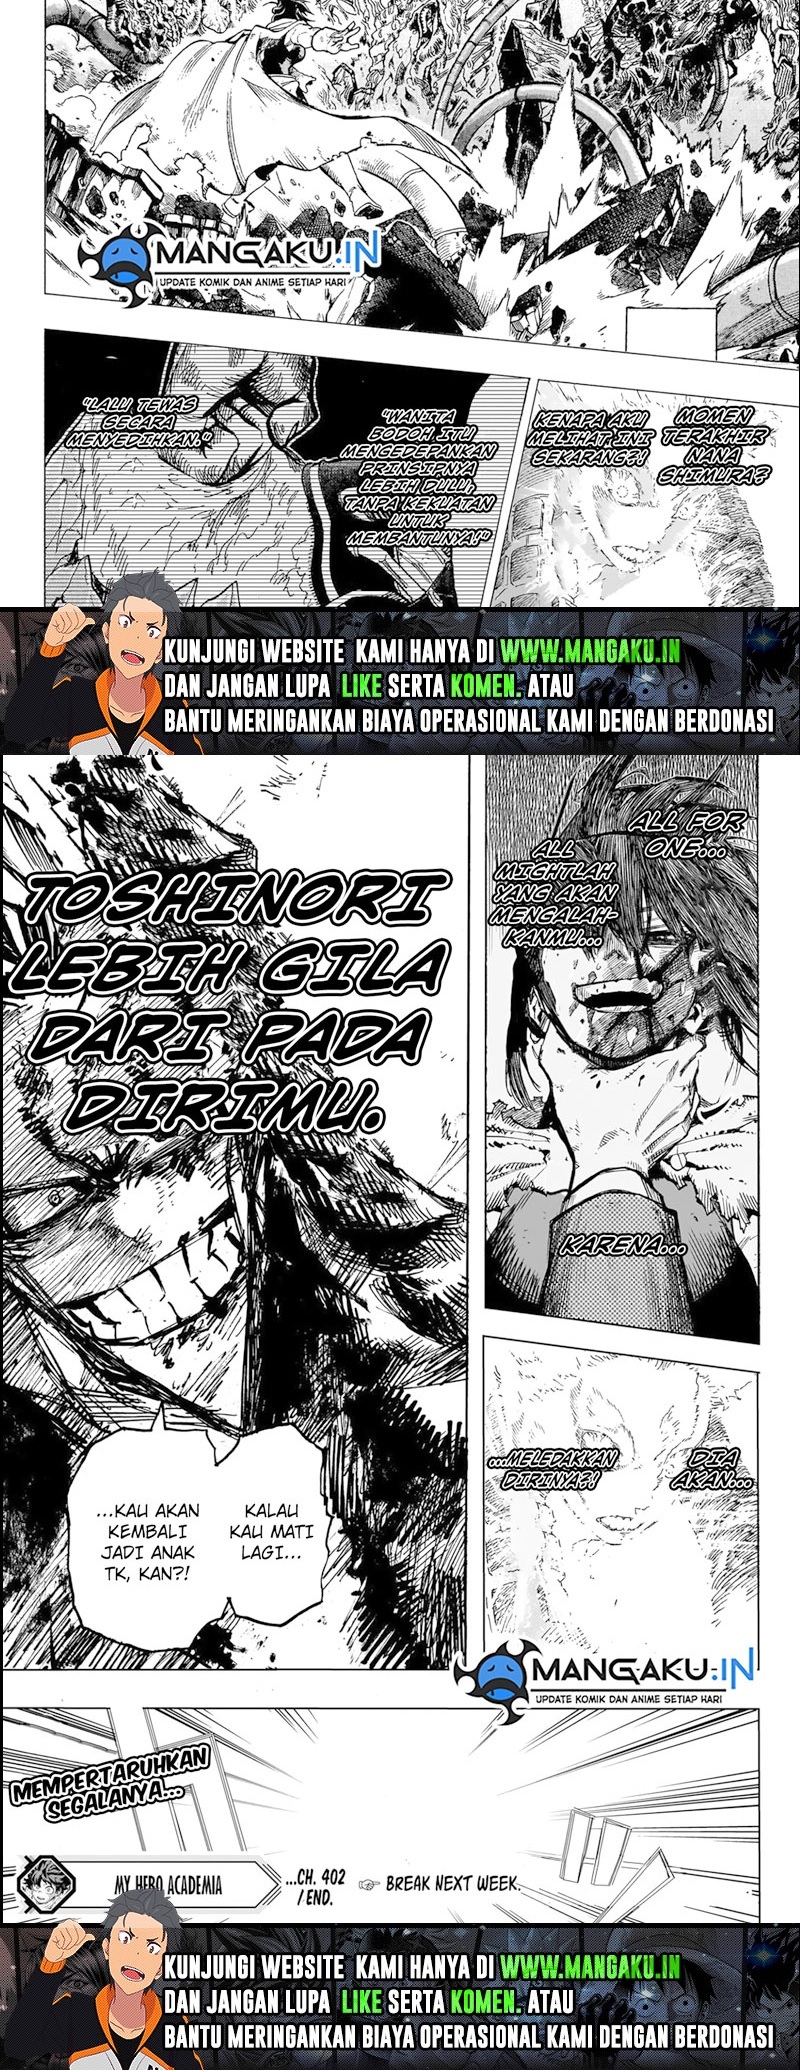 MANGAKU.IN
UPDATE KOMIK DAN ANIME SETIAP HARI
MOMEN
TERAKHIR
NANA
SHIMURA?
KENAPA AKU
MELIHAT INI
SEKARANG?!
"WANITA
BODOH ITU
MENGEDEPANKAN
PRINSIPNYA
LEBIH DULU,
TANPA KEKUATAN
UNTUK
MEMBANTUNYA!"
"LALU TEWAS
SECARA
MENYEDIHKAN."
KUNJUNGI WEBSITE KAMI HANYA DI WWW.MANGAKU.IN
DAN JANGAN LUPA LIKE SERTA KOMEN. ATAU
BANTU MERINGANKAN BIAYA OPERASIONAL KAMI DENGAN BERDONASI
ALL FOR
ONE...
ALL
MIGHTLAH
YANG AKAN
MENGALAH-
KANMU...
KARENA...
TOSHINORI
LEBIH GILA
DARI PADA
DIRIMU.
DIA
AKAN...
...MELEDAKKAN
DIRINYA?!
KALAU
KAU MATI
LAGI...
...KAU AKAN
KEMBALI
JADI ANAK
TK, KAN?!
MANGAKU.IN
UPDATE KOMIK DAN ANIME SETIAP HARI
MEMPERTARUHKAN
SEGALANYA...
MY HERO ACADEMIA
...CH. 402
/ END.
☞ BREAK NEXT WEEK.
KUNJUNGI WEBSITE KAMI HANYA DI WWW.MANGAKU.IN
DAN JANGAN LUPA LIKE SERTA KOMEN. ATAU
BANTU MERINGANKAN BIAYA OPERASIONAL KAMI DENGAN BERDONASI